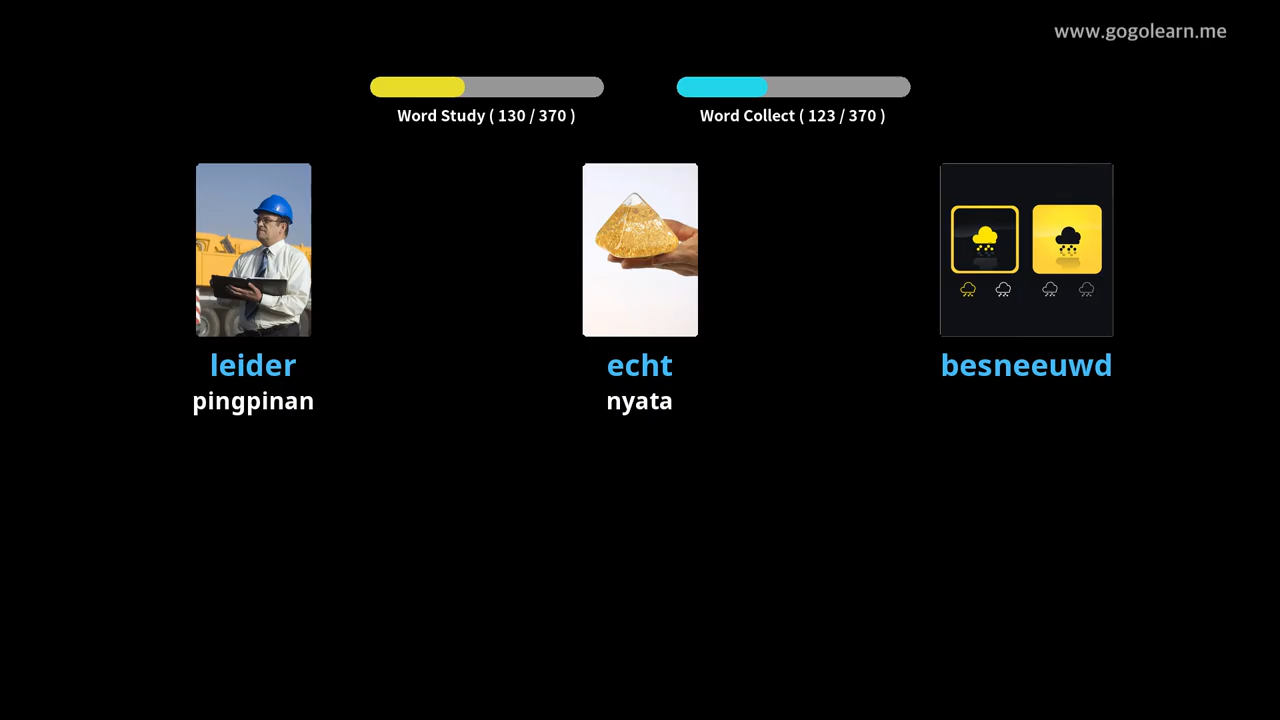 www.gogolearn.me
Word Study ( 130 / 370 )
Word Collect ( 123 / 370 )
leider
pingpinan
echt
nyata
besneeuwd